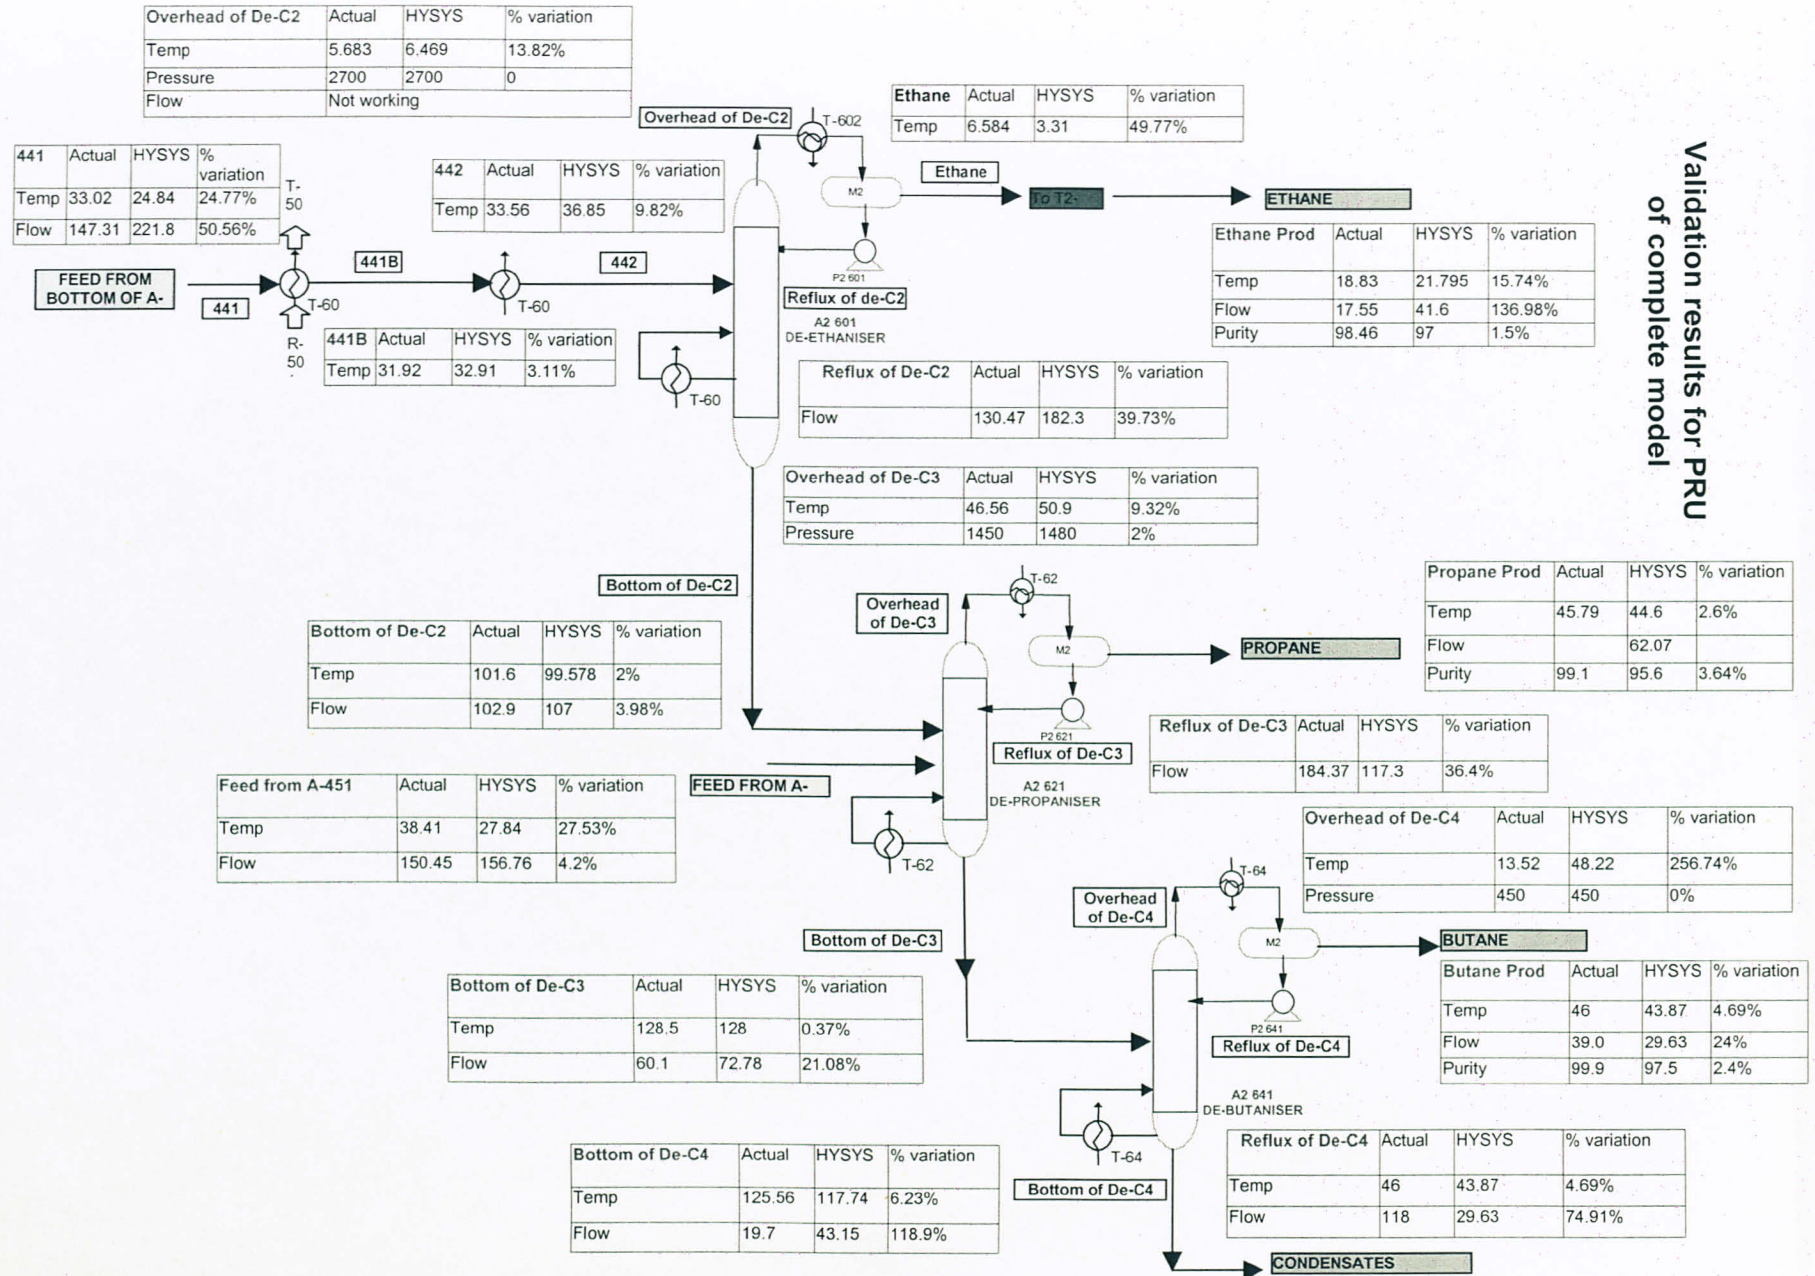 Validation results for PRU
of complete model
Overhead of De-C2 Actual HYSYS % variation
Temp 5.683 6.469 13.82%
Pressure 2700 2700 0
Flow Not working
Ethane Actual HYSYS % variation
Temp 6.584 3.31 49.77%
Overhead of De-C2
T-602
441 Actual HYSYS % variation
Temp 33.02 24.84 24.77%
Flow 147.31 221.8 50.56%
T-50
442 Actual HYSYS % variation
Temp 33.56 36.85 9.82%
M2
Ethane
To T2-
ETHANE
P2 601
Reflux of de-C2
A2 601
DE-ETHANISER
Ethane Prod Actual HYSYS % variation
Temp 18.83 21.795 15.74%
Flow 17.55 41.6 136.98%
Purity 98.46 97 1.5%
FEED FROM
BOTTOM OF A-
441
T-60
441B
T-60
442
R-50
441B Actual HYSYS % variation
Temp 31.92 32.91 3.11%
T-60
Reflux of De-C2 Actual HYSYS % variation
Flow 130.47 182.3 39.73%
Overhead of De-C3 Actual HYSYS % variation
Temp 46.56 50.9 9.32%
Pressure 1450 1480 2%
Bottom of De-C2
Bottom of De-C2 Actual HYSYS % variation
Temp 101.6 99.578 2%
Flow 102.9 107 3.98%
Overhead
of De-C3
T-62
M2
PROPANE
Propane Prod Actual HYSYS % variation
Temp 45.79 44.6 2.6%
Flow 62.07
Purity 99.1 95.6 3.64%
P2 621
Reflux of De-C3
A2 621
DE-PROPANISER
Reflux of De-C3 Actual HYSYS % variation
Flow 184.37 117.3 36.4%
Feed from A-451 Actual HYSYS % variation
Temp 38.41 27.84 27.53%
Flow 150.45 156.76 4.2%
FEED FROM A-
T-62
Overhead of De-C4 Actual HYSYS % variation
Temp 13.52 48.22 256.74%
Pressure 450 450 0%
Bottom of De-C3
Overhead
of De-C4
T-64
M2
BUTANE
Bottom of De-C3 Actual HYSYS % variation
Temp 128.5 128 0.37%
Flow 60.1 72.78 21.08%
Butane Prod Actual HYSYS % variation
Temp 46 43.87 4.69%
Flow 39.0 29.63 24%
Purity 99.9 97.5 2.4%
P2 641
Reflux of De-C4
A2 641
DE-BUTANISER
T-64
Bottom of De-C4 Actual HYSYS % variation
Temp 125.56 117.74 6.23%
Flow 19.7 43.15 118.9%
Bottom of De-C4
Reflux of De-C4 Actual HYSYS % variation
Temp 46 43.87 4.69%
Flow 118 29.63 74.91%
CONDENSATES